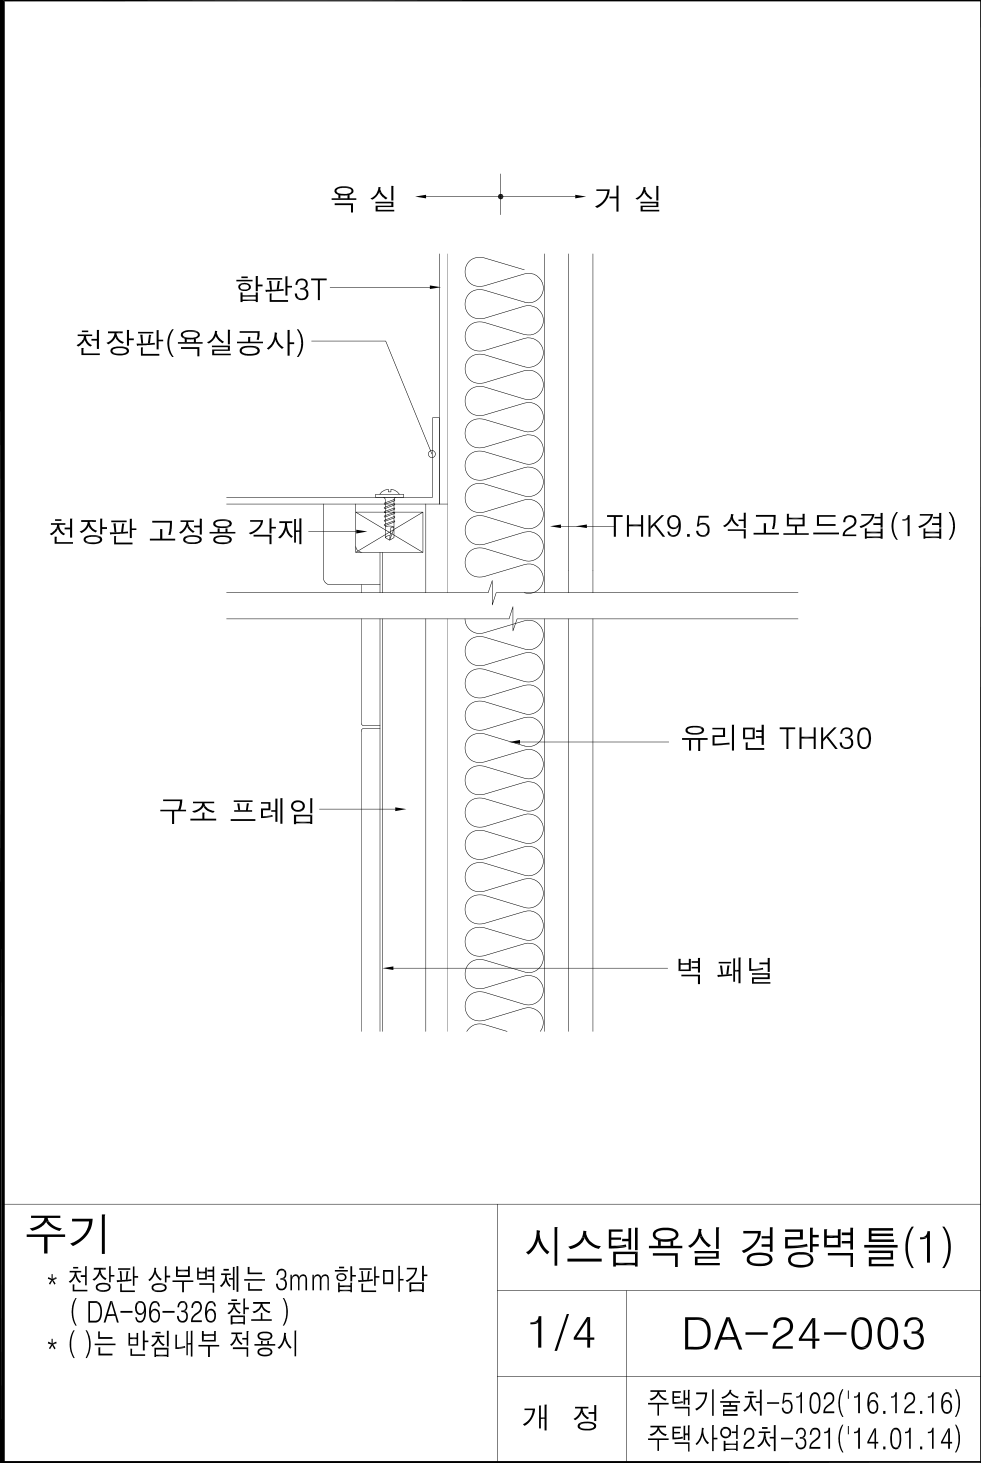 욕 실
거 실
합판3T
천장판(욕실공사)
천장판 고정용 각재
THK9.5 석고보드2겹(1겹)
유리면 THK30
구조 프레임
벽 패널
주기
* 천장판 상부벽체는 3mm합판마감
( DA-96-326 참조 )
* ( )는 반침내부 적용시
시스템욕실 경량벽틀(1)
1/4
DA-24-003
개 정
주택기술처-5102('16.12.16)
주택사업2처-321('14.01.14)